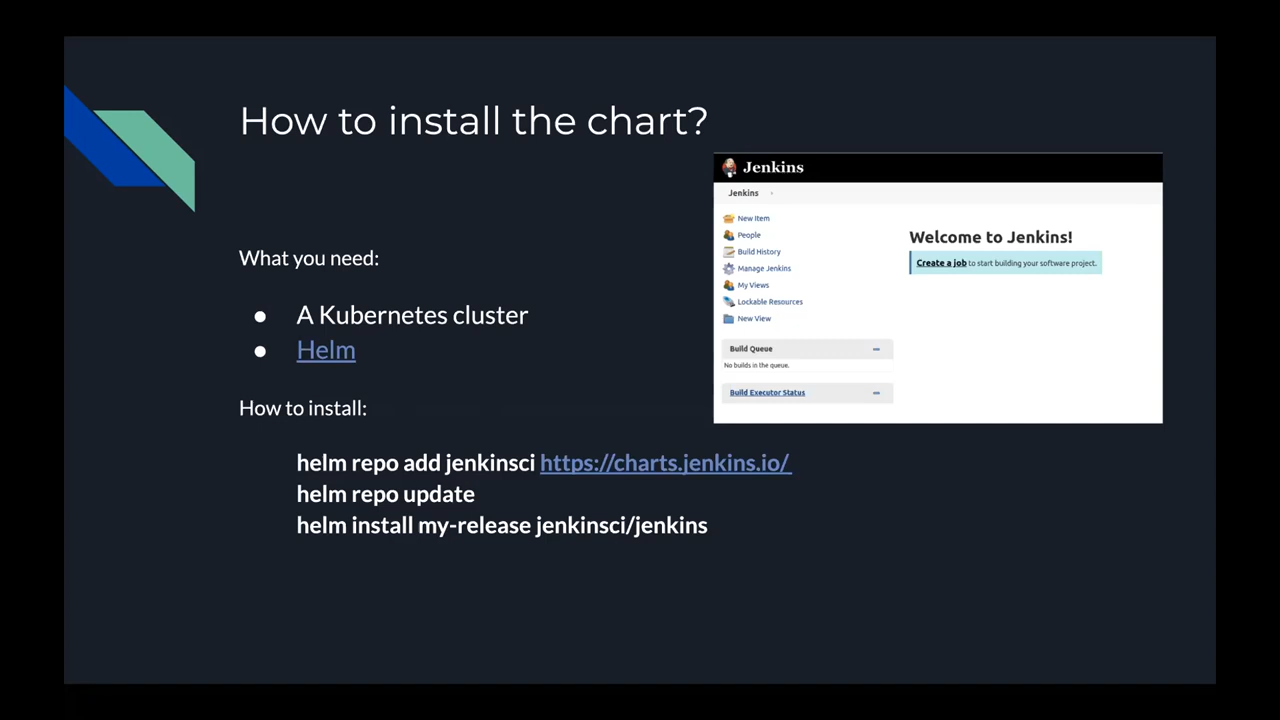 How to install the chart?
What you need:
● A Kubernetes cluster
● Helm
How to install:
helm repo add jenkinsci https://charts.jenkins.io/
helm repo update
helm install my-release jenkinsci/jenkins
Jenkins
Jenkins
New Item
People
Build History
Manage Jenkins
My Views
Lockable Resources
New View
Build Queue
No builds in the queue.
Build Executor Status
Welcome to Jenkins!
Create a job to start building your software project.